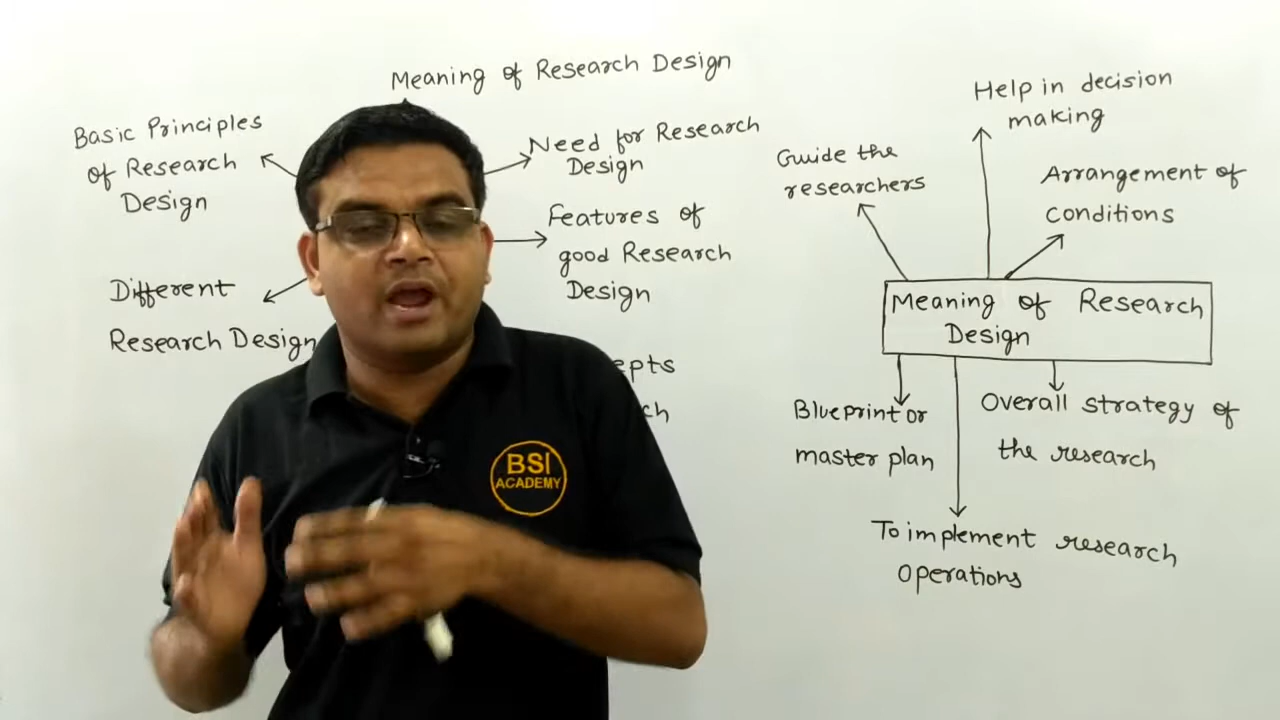 Meaning of Research Design
Basic Principles
of Research
Design
Need for Research
Design
Features of
good Research
Design
Different
Research Design
Help in decision
making
Guide the
researchers
Arrangement of
conditions
Meaning of Research
Design
Blueprint or
master plan
Overall strategy of
the research
To implement research
Operations
BSI
ACADEMY